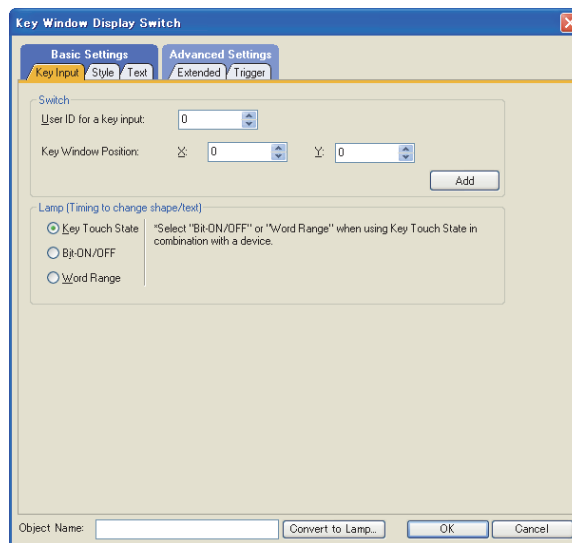 Key Window Display Switch
Basic Settings Advanced Settings
Key Input Style Text Extended Trigger
Switch
User ID for a key input: 0
Key Window Position: X: 0 Y: 0
Add
Lamp (Timing to change shape/text)
Key Touch State *Select "Bit-ON/OFF" or "Word Range" when using Key Touch State in
combination with a device.
Bit-ON/OFF
Word Range
Object Name: Convert to Lamp... OK Cancel